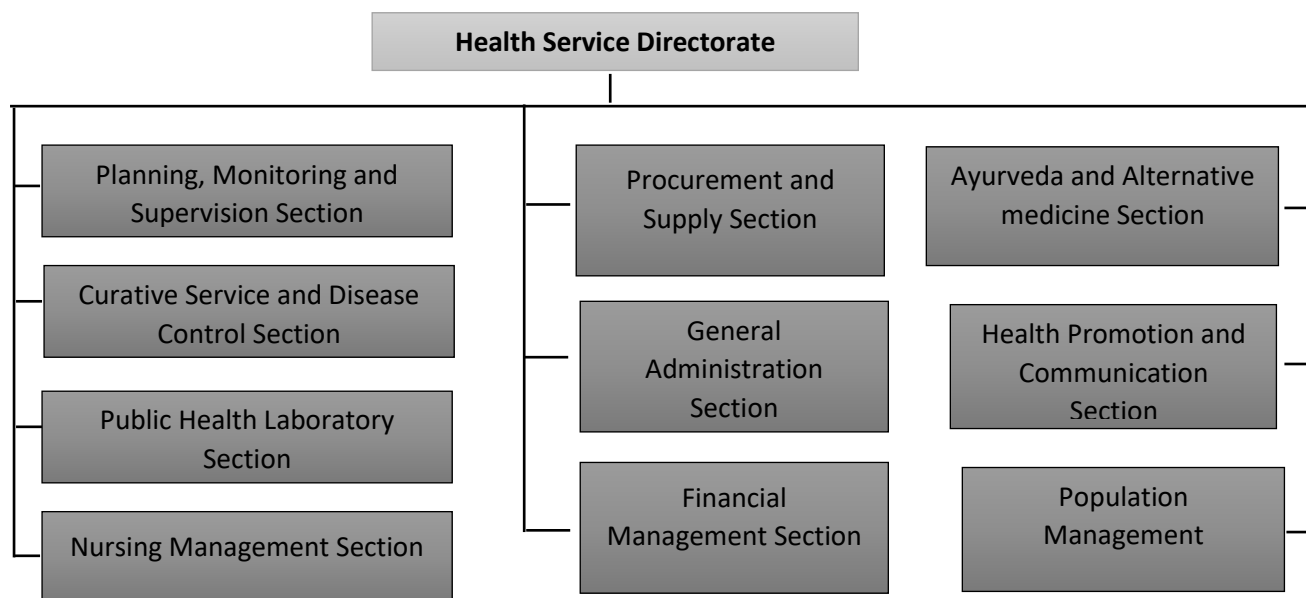 Health Service Directorate
Planning, Monitoring and
Supervision Section
Curative Service and Disease
Control Section
Public Health Laboratory
Section
Nursing Management Section
Procurement and
Supply Section
General
Administration
Section
Financial
Management Section
Ayurveda and Alternative
medicine Section
Health Promotion and
Communication
Section
Population
Management